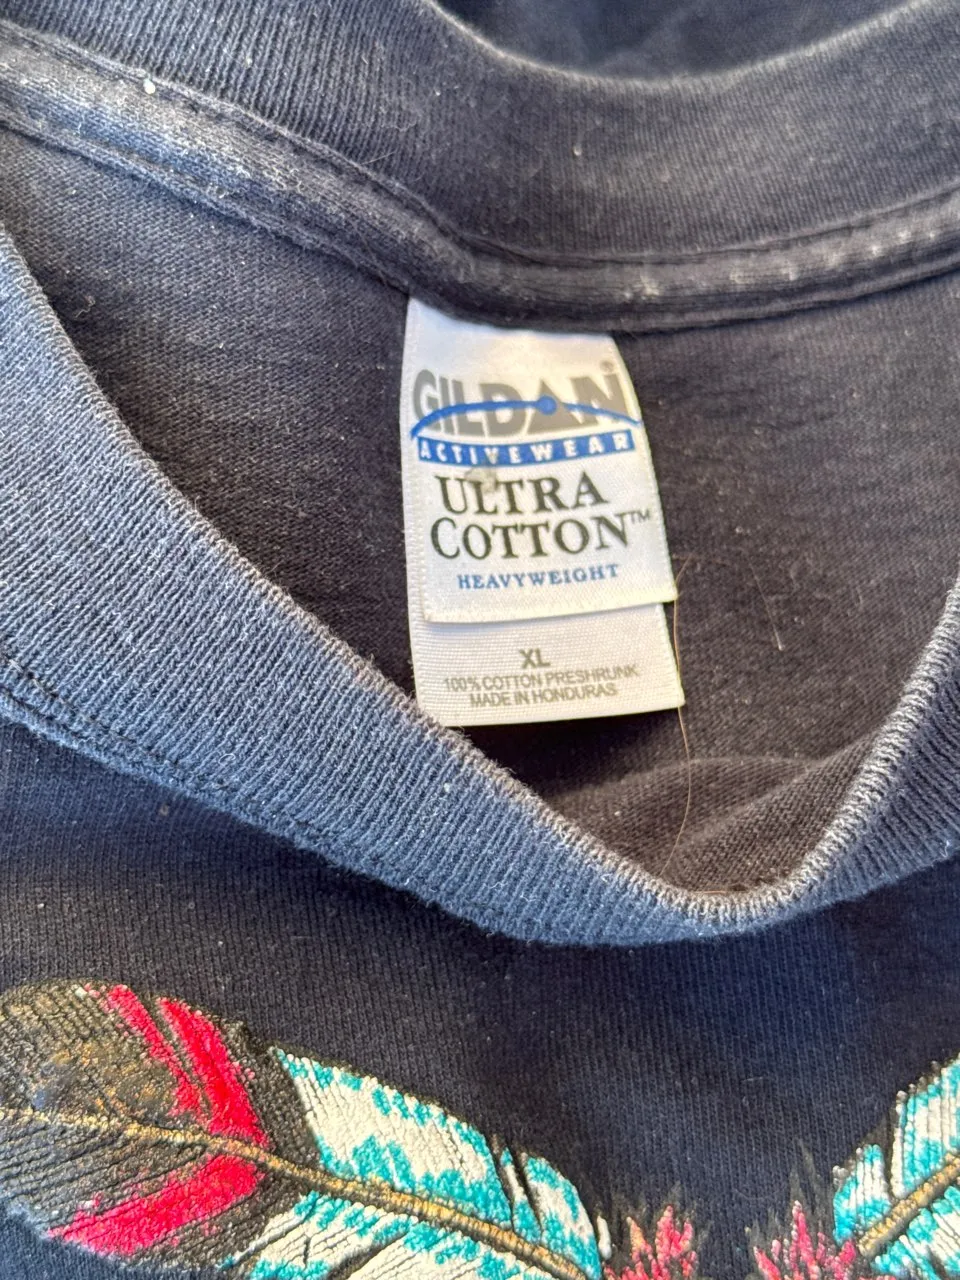 GILDAN®
ACTIVEWEAR
ULTRA
COTTON™
HEAVYWEIGHT
XL
100% COTTON PRESHRUNK
MADE IN HONDURAS